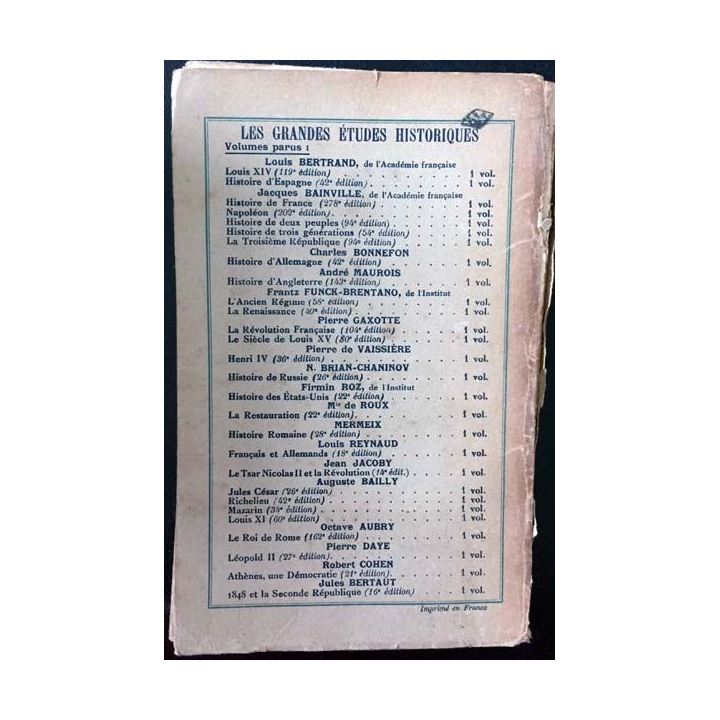 LES GRANDES ÉTUDES HISTORIQUES
Volumes parus :
Louis BERTRAND, de l'Académie française
Louis XIV (119e édition) . . . . . . . . . . . . 1 vol.
Histoire d'Espagne (42e édition) . . . . . . . . . 1 vol.
Jacques BAINVILLE, de l'Académie française
Histoire de France (278e édition) . . . . . . . . . 1 vol.
Napoléon (202e édition) . . . . . . . . . . . . 1 vol.
Histoire de deux peuples (94e édition) . . . . . . . 1 vol.
Histoire de trois générations (54e édition) . . . . . . 1 vol.
La Troisième République (94e édition) . . . . . . . 1 vol.
Charles BONNEFON
Histoire d'Allemagne (42e édition) . . . . . . . . 1 vol.
André MAUROIS
Histoire d'Angleterre (143e édition) . . . . . . . . 1 vol.
Frantz FUNCK-BRENTANO, de l'Institut
L'Ancien Régime (58e édition) . . . . . . . . . . 1 vol.
La Renaissance (40e édition) . . . . . . . . . . 1 vol.
Pierre GAXOTTE
La Révolution Française (104e édition) . . . . . . . 1 vol.
Le Siècle de Louis XV (80e édition) . . . . . . . . 1 vol.
Pierre de VAISSIÈRE
Henri IV (36e édition) . . . . . . . . . . . . 1 vol.
N. BRIAN-CHANINOV
Histoire de Russie (26e édition) . . . . . . . . . 1 vol.
Firmin ROZ, de l'Institut
Histoire des États-Unis (22e édition) . . . . . . . . 1 vol.
Mis de ROUX
La Restauration (22e édition) . . . . . . . . . . 1 vol.
MERMEIX
Histoire Romaine (28e édition) . . . . . . . . . . 1 vol.
Louis REYNAUD
Français et Allemands (18e édition) . . . . . . . . 1 vol.
Jean JACOBY
Le Tsar Nicolas II et la Révolution (14e édit.) . . . . . 1 vol.
Auguste BAILLY
Jules César (26e édition) . . . . . . . . . . . 1 vol.
Richelieu (42e édition) . . . . . . . . . . . . 1 vol.
Mazarin (34e édition) . . . . . . . . . . . . 1 vol.
Louis XI (60e édition) . . . . . . . . . . . . 1 vol.
Octave AUBRY
Le Roi de Rome (162e édition) . . . . . . . . . . 1 vol.
Pierre DAYE
Léopold II (27e édition) . . . . . . . . . . . . 1 vol.
Robert COHEN
Athènes, une Démocratie (21e édition) . . . . . . . 1 vol.
Jules BERTAUT
1848 et la Seconde République (16e édition) . . . . . 1 vol.
Imprimé en France